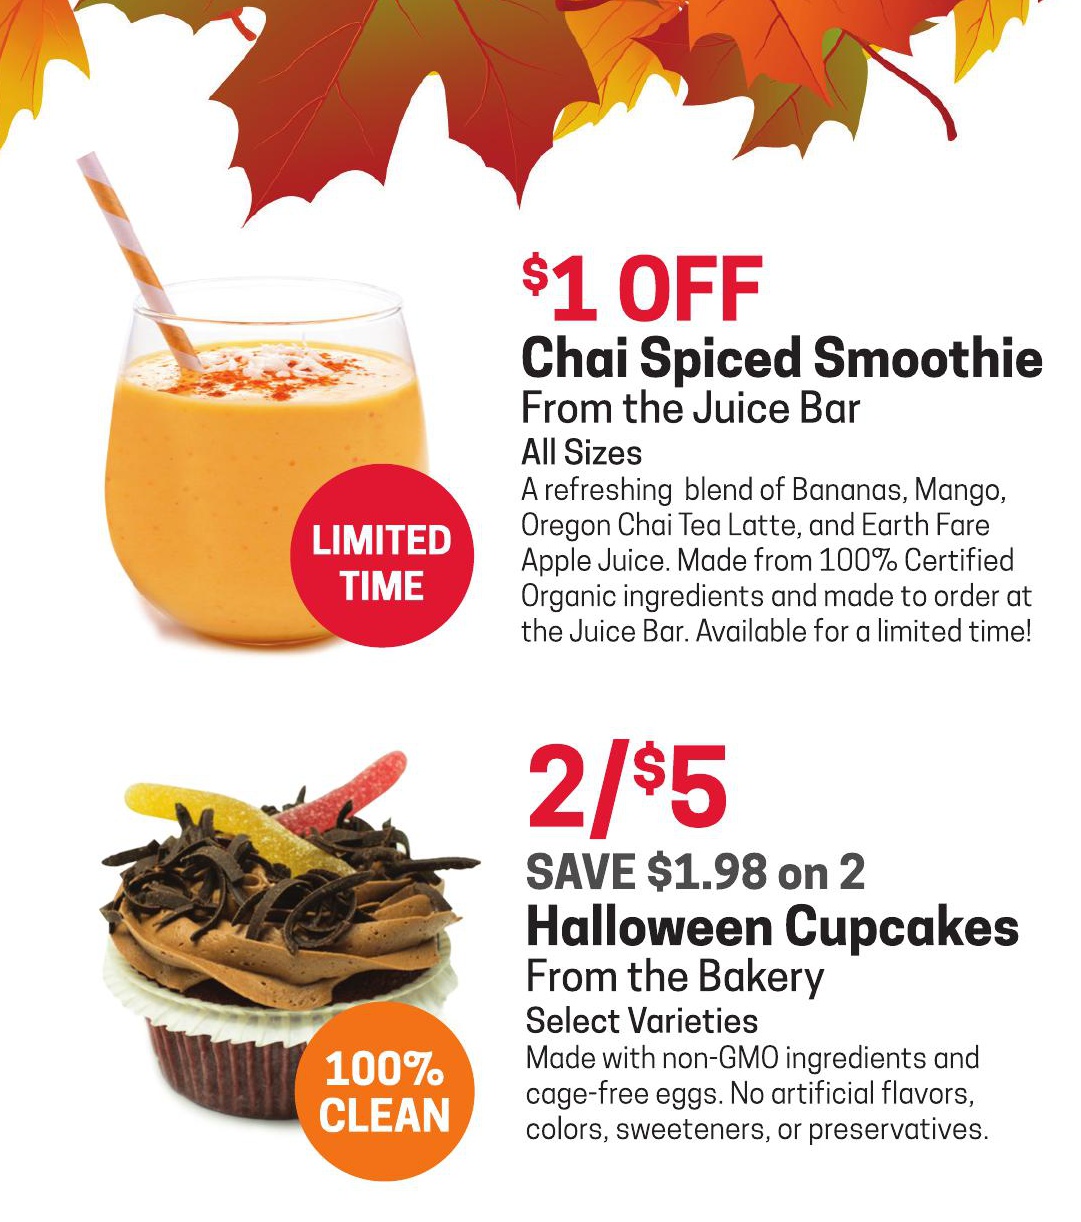 $1 OFF
Chai Spiced Smoothie
From the Juice Bar
All Sizes
A refreshing blend of Bananas, Mango,
Oregon Chai Tea Latte, and Earth Fare
Apple Juice. Made from 100% Certified
Organic ingredients and made to order at
the Juice Bar. Available for a limited time!
LIMITED
TIME
2/$5
SAVE $1.98 on 2
Halloween Cupcakes
From the Bakery
Select Varieties
Made with non-GMO ingredients and
cage-free eggs. No artificial flavors,
colors, sweeteners, or preservatives.
100%
CLEAN